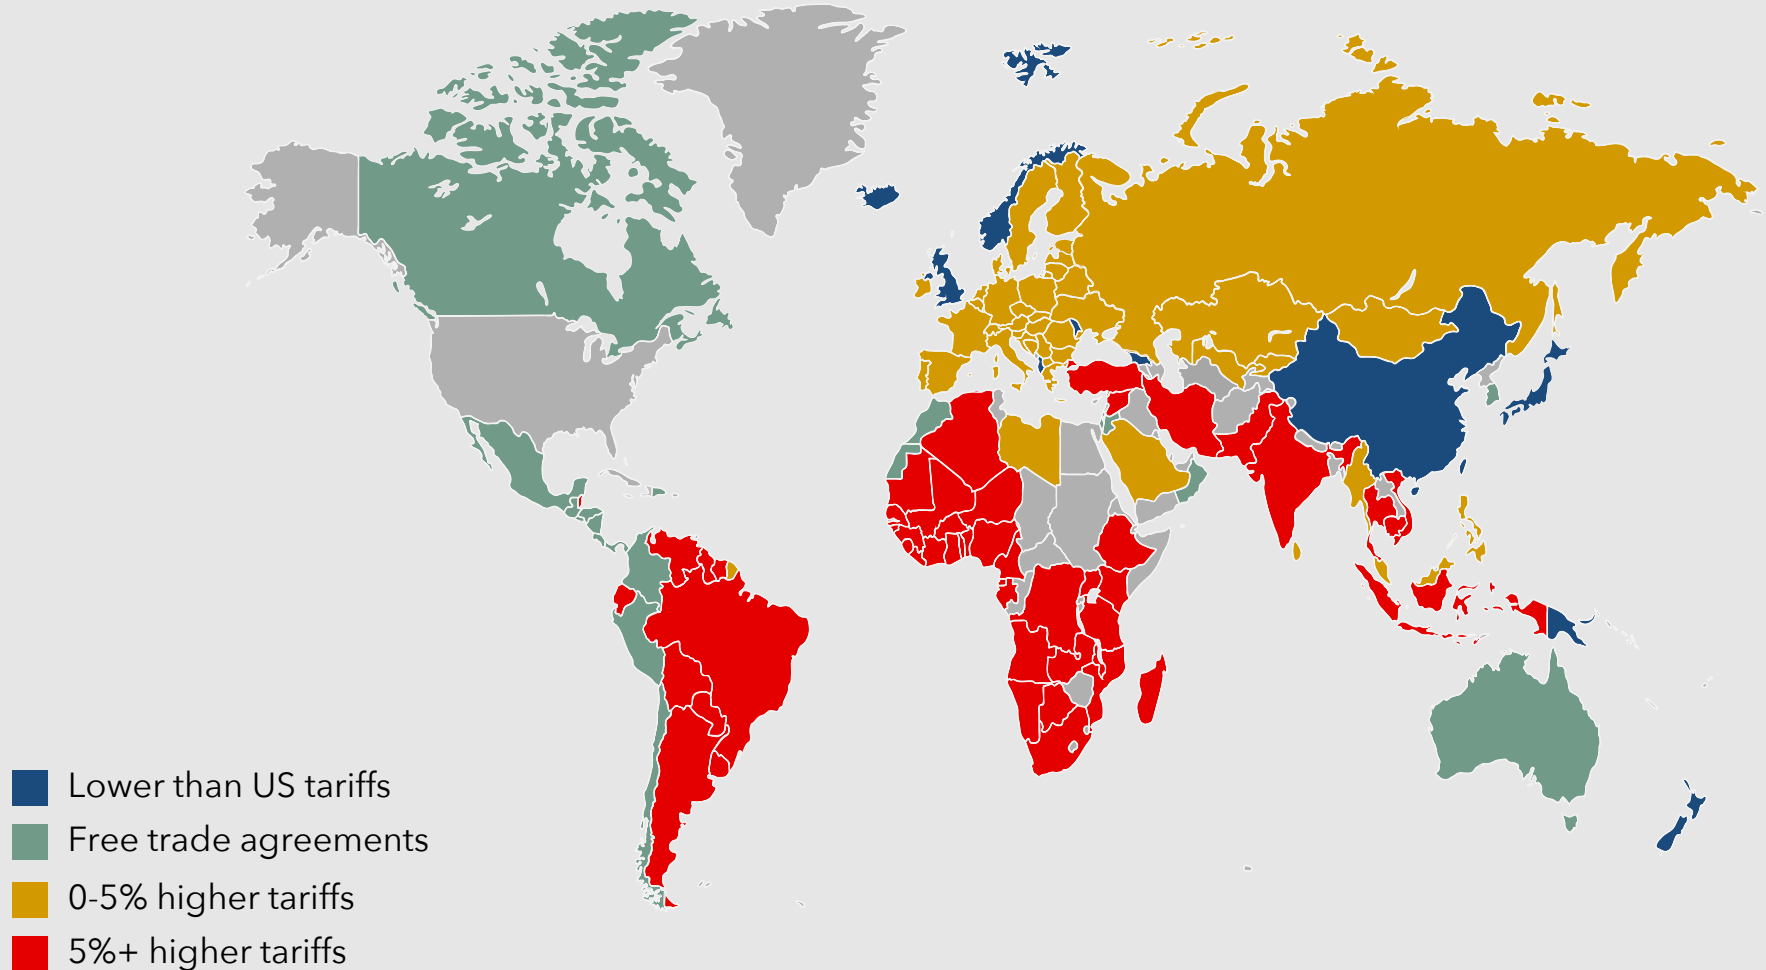 Lower than US tariffs
Free trade agreements
0-5% higher tariffs
5%+ higher tariffs